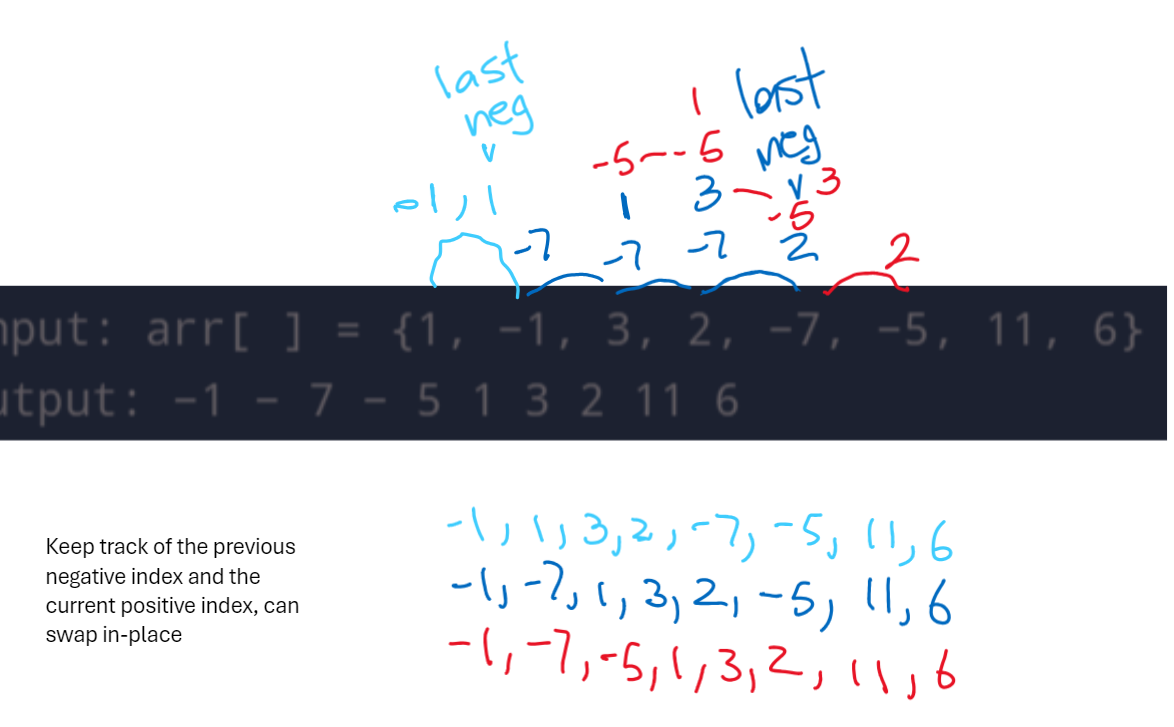 last
neg
v
-1, 1
1
last
neg
-5 - -5
1
3
v
3
-5
-7
-7
-7
2
2
nput: arr[ ] = {1, −1, 3, 2, −7, −5, 11, 6}
utput: −1 − 7 − 5 1 3 2 11 6
-1, 1, 3, 2, -7, -5, 11, 6
Keep track of the previous
negative index and the
current positive index, can
swap in-place
-1, -7, 1, 3, 2, -5, 11, 6
-1, -7, -5, 1, 3, 2, 11, 6